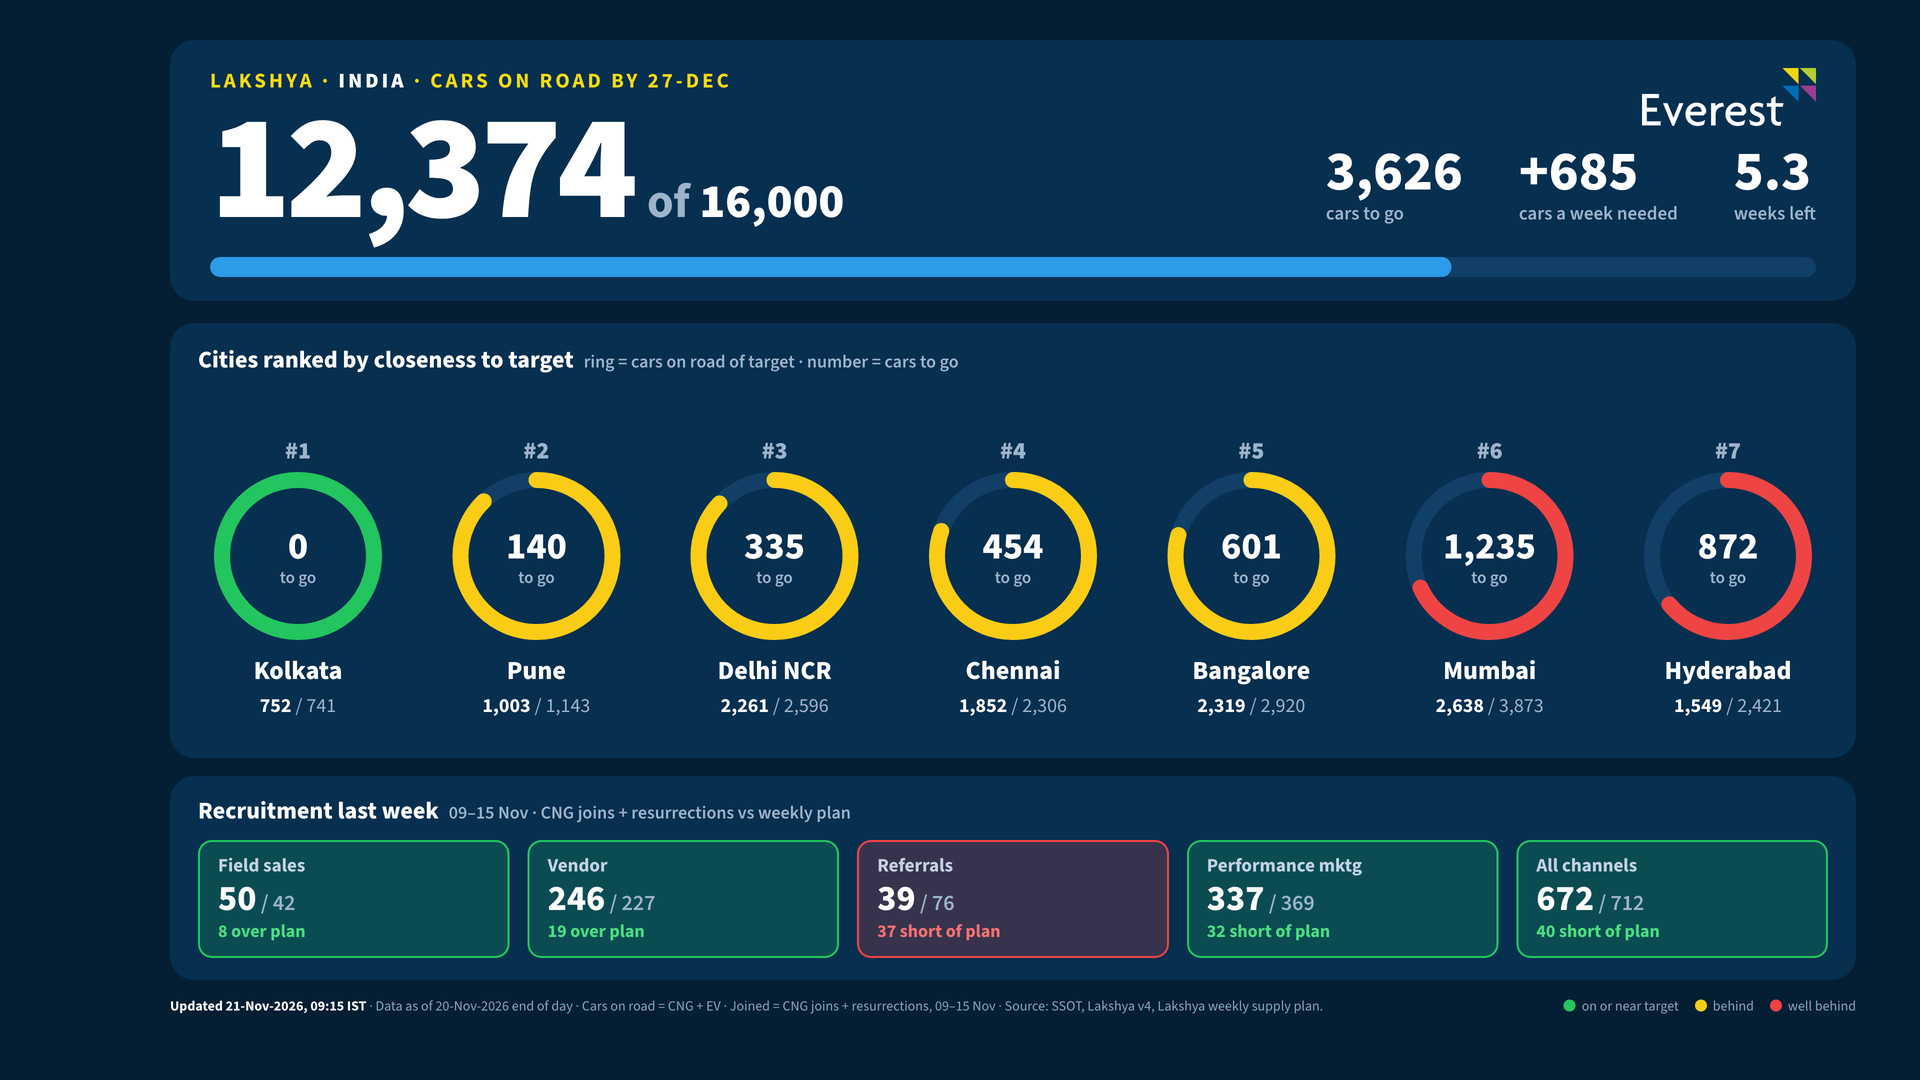 LAKSHYA · INDIA · CARS ON ROAD BY 27-DEC
Everest
12,374 of 16,000
3,626
cars to go
+685
cars a week needed
5.3
weeks left
Cities ranked by closeness to target ring = cars on road of target · number = cars to go
#1
0
to go
Kolkata
752 / 741
#2
140
to go
Pune
1,003 / 1,143
#3
335
to go
Delhi NCR
2,261 / 2,596
#4
454
to go
Chennai
1,852 / 2,306
#5
601
to go
Bangalore
2,319 / 2,920
#6
1,235
to go
Mumbai
2,638 / 3,873
#7
872
to go
Hyderabad
1,549 / 2,421
Recruitment last week 09–15 Nov · CNG joins + resurrections vs weekly plan
Field sales
50 / 42
8 over plan
Vendor
246 / 227
19 over plan
Referrals
39 / 76
37 short of plan
Performance mktg
337 / 369
32 short of plan
All channels
672 / 712
40 short of plan
Updated 21-Nov-2026, 09:15 IST · Data as of 20-Nov-2026 end of day · Cars on road = CNG + EV · Joined = CNG joins + resurrections, 09–15 Nov · Source: SSOT, Lakshya v4, Lakshya weekly supply plan.
on or near target
behind
well behind